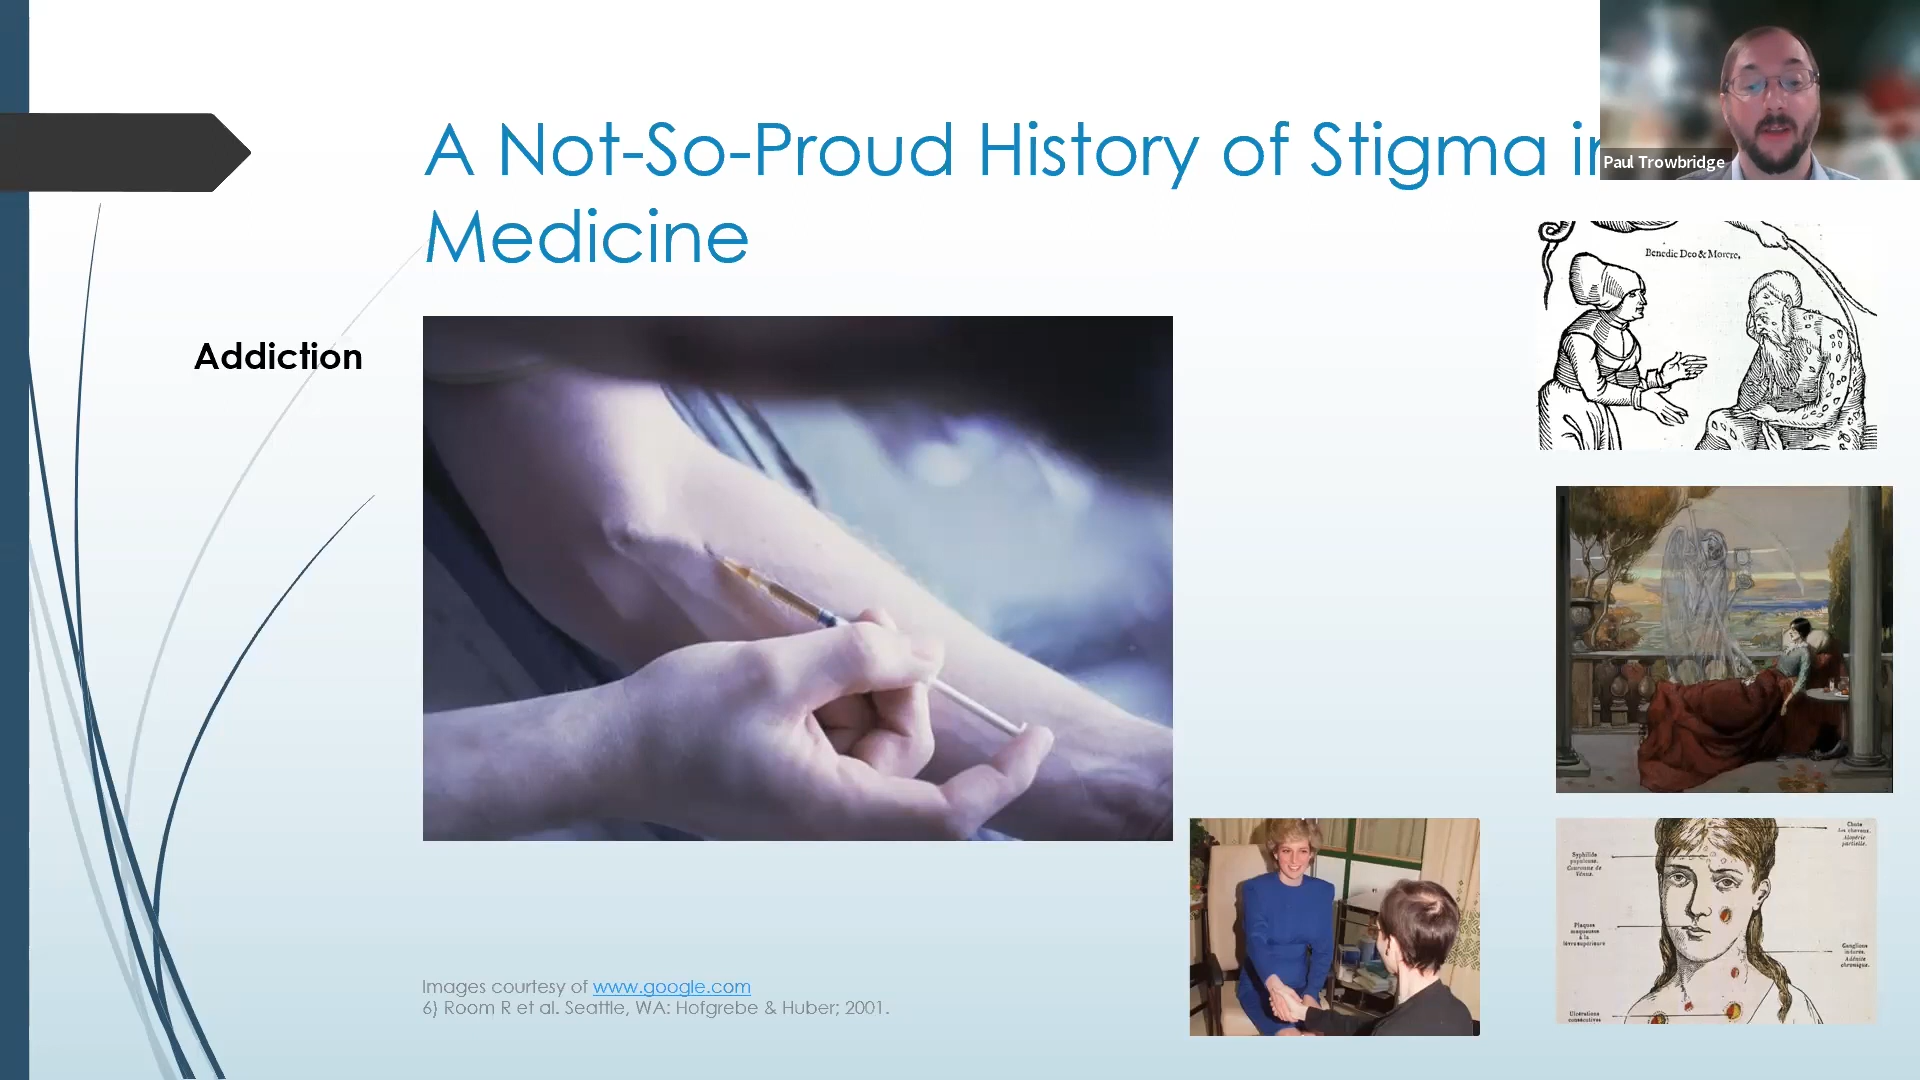 A Not-So-Proud History of Stigma in
Medicine
Paul Trowbridge
Benedic Deo & Morere,
Addiction
Chute
des cheveux.
Alopécie
partielle.
Syphilide
papuleuse.
Couronne de
Vénus.
Plaques
muqueuses
à la
lèvre supérieure
Ganglions
Adénite
chronique.
Ulcérations
consécutives
Images courtesy of www.google.com
6) Room R et al. Seattle, WA: Hofgrebe & Huber; 2001.